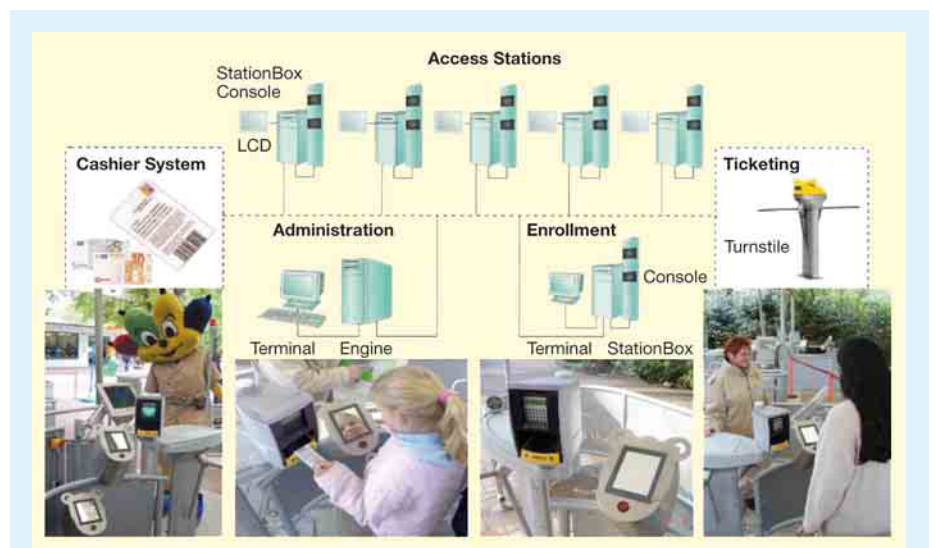 Access Stations
StationBox
Console
LCD
Cashier System
Ticketing
Administration
Enrollment
Turnstile
Console
Terminal
Engine
Terminal
StationBox